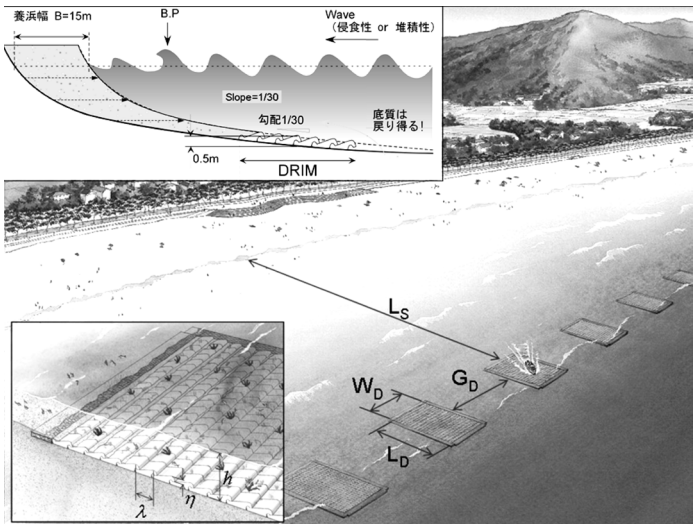 養浜幅 B=15m
B.P
Wave
(侵食性 or 堆積性)
Slope=1/30
勾配1/30
底質は
戻り得る!
0.5m
DRIM
L_S
G_D
W_D
L_D
h
η
λ